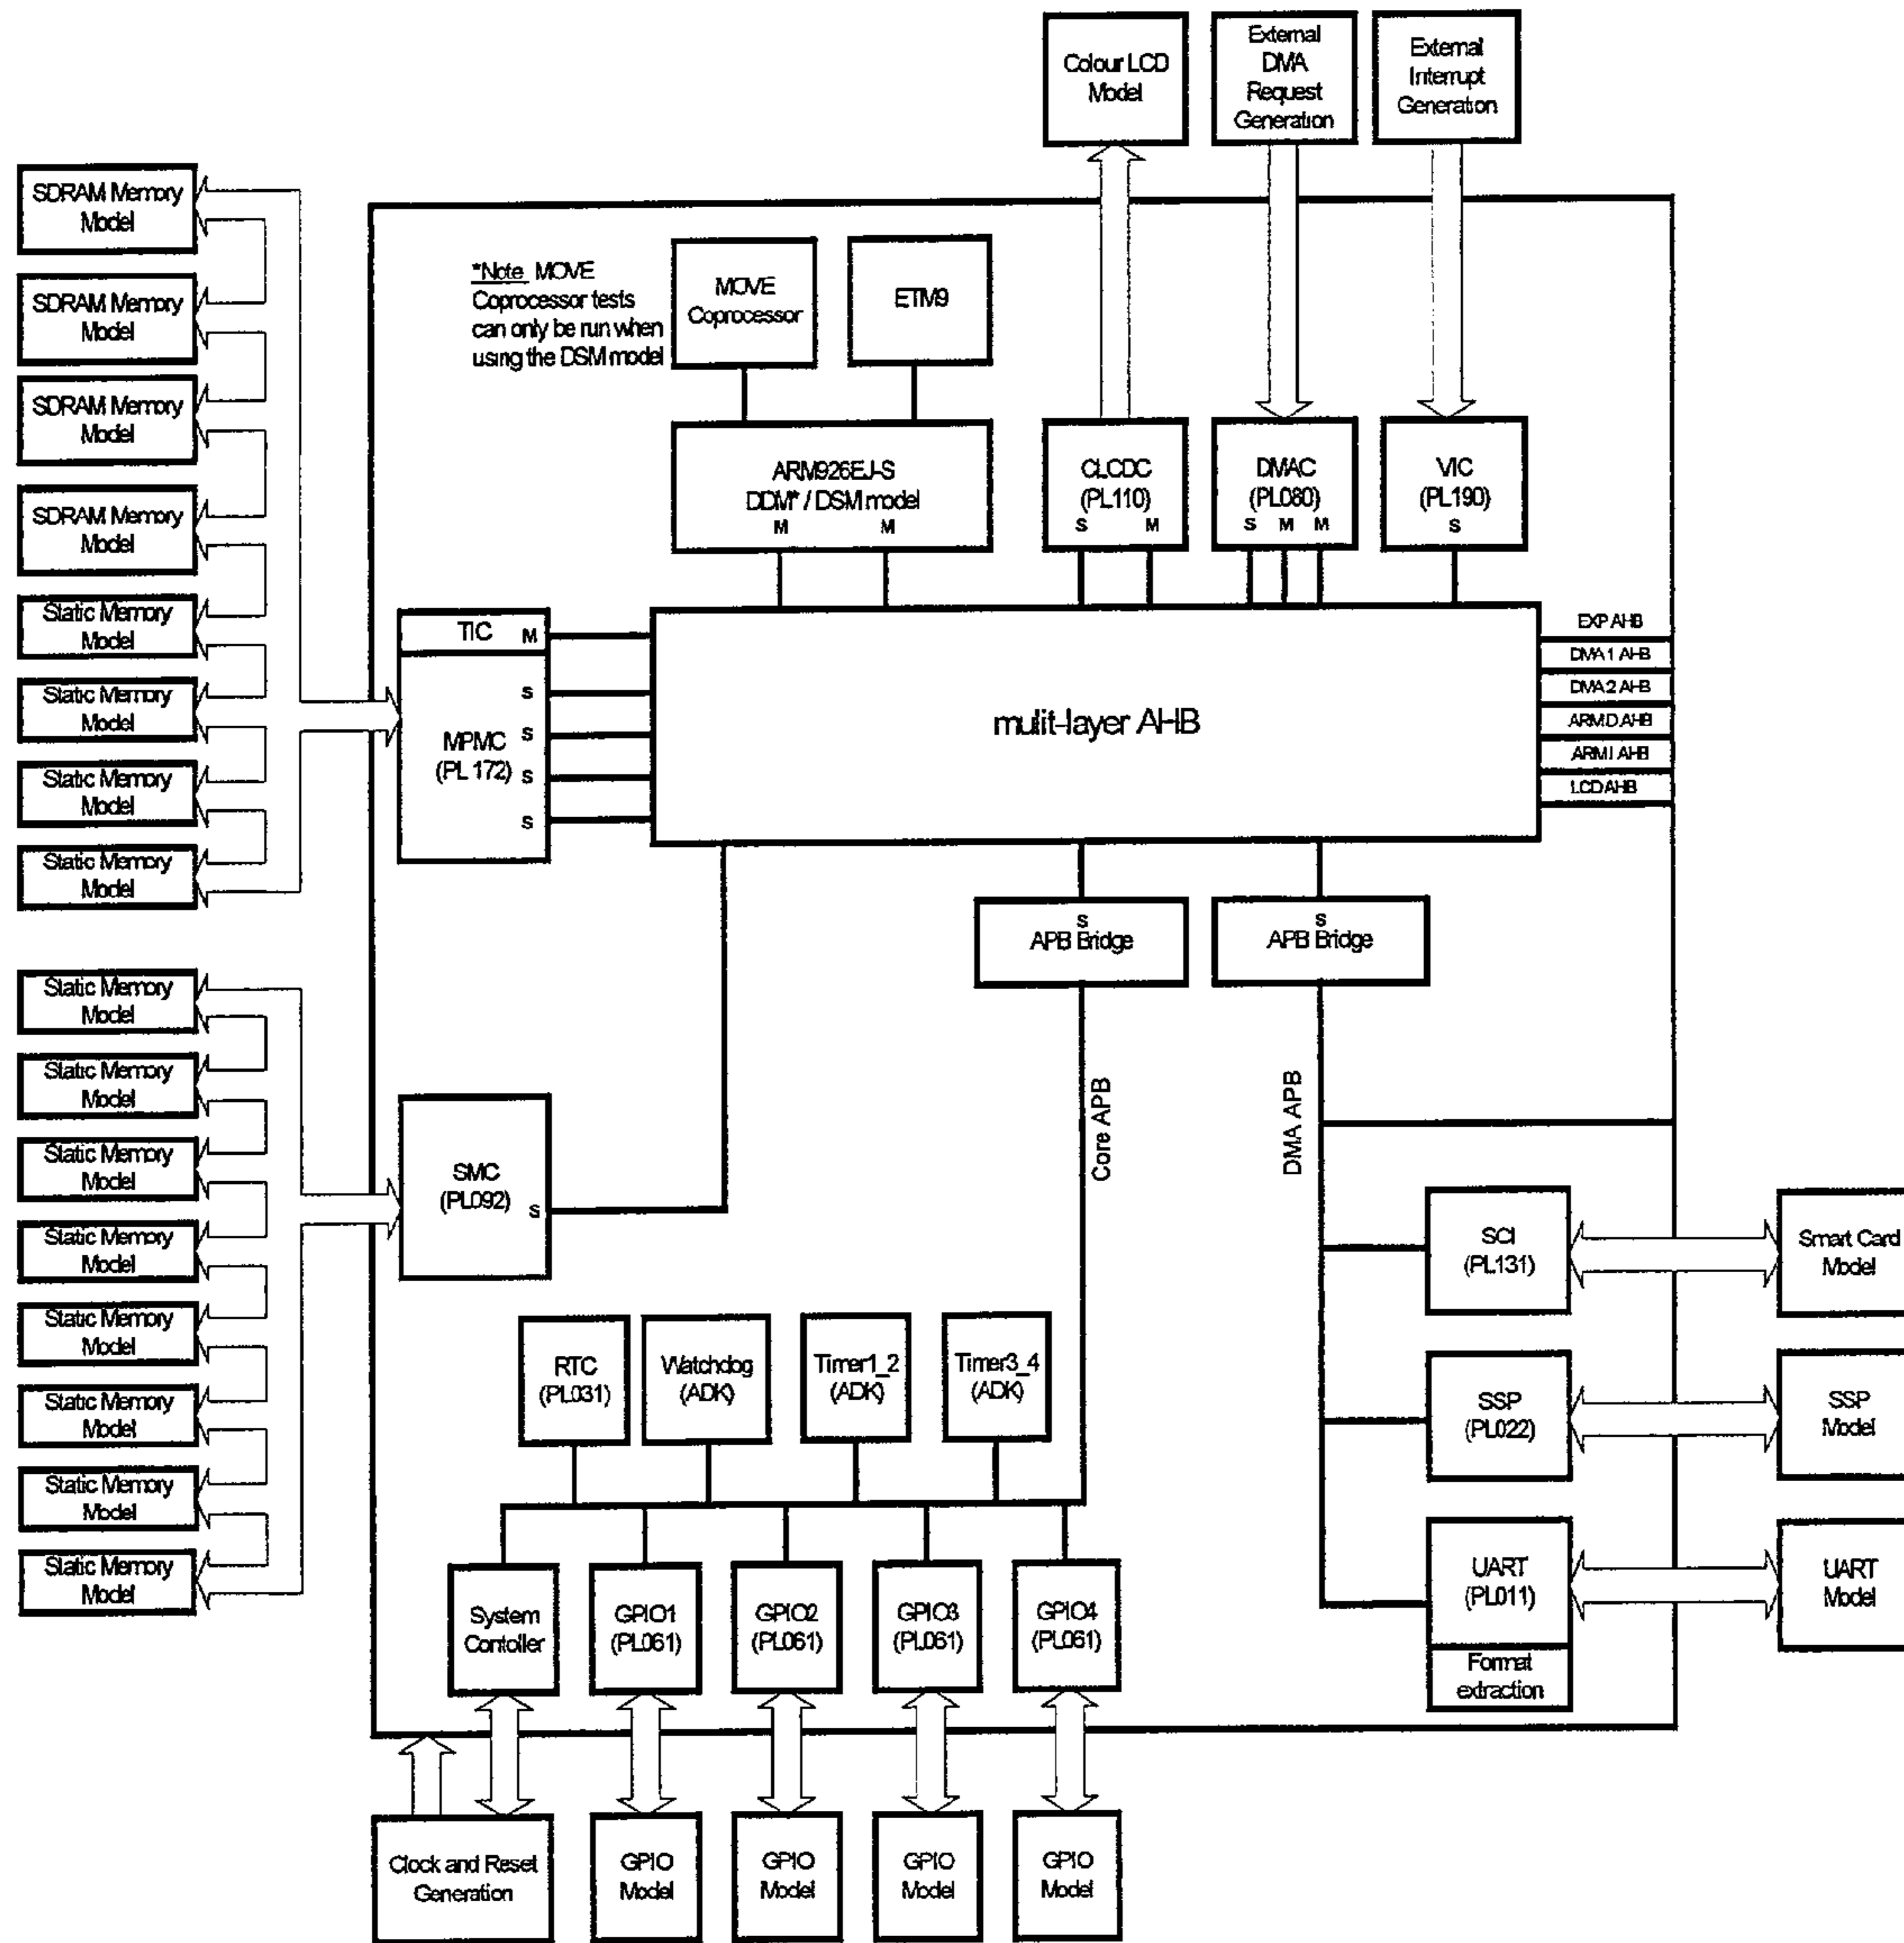 Colour LCD
Model
External
DMA
Request
Generation
External
Interrupt
Generation
SDRAM Memory
Model
SDRAM Memory
Model
SDRAM Memory
Model
SDRAM Memory
Model
Static Memory
Model
Static Memory
Model
Static Memory
Model
Static Memory
Model
*Note MOVE
Coprocessor tests
can only be run when
using the DSM model
MOVE
Coprocessor
ETM9
ARM926EJ-S
DDM* / DSM model
M M
CLCDC
(PL110)
S M
DMAC
(PL080)
S M M
VIC
(PL190)
S
TIC M
MPMC
(PL172)
S
S
S
S
mulit-layer AHB
EXP AHB
DMA 1 AHB
DMA 2 AHB
ARM D AHB
ARM I AHB
LCD AHB
S
APB Bridge
S
APB Bridge
Core APB
DMA APB
Static Memory
Model
Static Memory
Model
Static Memory
Model
Static Memory
Model
Static Memory
Model
Static Memory
Model
Static Memory
Model
Static Memory
Model
SMC
(PL092)
S
SCI
(PL131)
Smart Card
Model
SSP
(PL022)
SSP
Model
UART
(PL011)
Format
extraction
UART
Model
RTC
(PL031)
Watchdog
(ADK)
Timer1_2
(ADK)
Timer3_4
(ADK)
System
Contoller
GPIO1
(PL061)
GPIO2
(PL061)
GPIO3
(PL061)
GPIO4
(PL061)
Clock and Reset
Generation
GPIO
Model
GPIO
Model
GPIO
Model
GPIO
Model